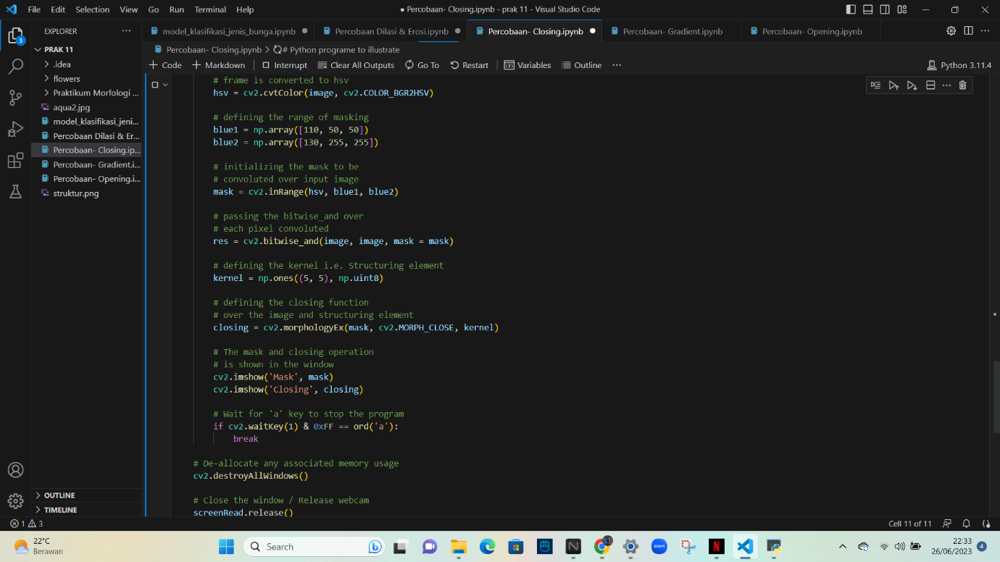 File Edit Selection View Go Run Terminal Help
● Percobaan- Closing.ipynb - prak 11 - Visual Studio Code
EXPLORER
model_klasifikasi_jenis_bunga.ipynb
Percobaan Dilasi & Erosi.ipynb
Percobaan- Closing.ipynb
Percobaan- Gradient.ipynb
Percobaan- Opening.ipynb
PRAK 11
.idea
flowers
Praktikum Morfologi ...
aqua2.jpg
model_klasifikasi_jeni...
Percobaan Dilasi & Er...
Percobaan- Closing.ip...
Percobaan- Gradient.i...
Percobaan- Opening.i...
struktur.png
Percobaan- Closing.ipynb > # Python programe to illustrate
+ Code + Markdown Interrupt Clear All Outputs Go To Restart Variables Outline ...
Python 3.11.4
# frame is converted to hsv
hsv = cv2.cvtColor(image, cv2.COLOR_BGR2HSV)
# defining the range of masking
blue1 = np.array([110, 50, 50])
blue2 = np.array([130, 255, 255])
# initializing the mask to be
# convoluted over input image
mask = cv2.inRange(hsv, blue1, blue2)
# passing the bitwise_and over
# each pixel convoluted
res = cv2.bitwise_and(image, image, mask = mask)
# defining the kernel i.e. Structuring element
kernel = np.ones((5, 5), np.uint8)
# defining the closing function
# over the image and structuring element
closing = cv2.morphologyEx(mask, cv2.MORPH_CLOSE, kernel)
# The mask and closing operation
# is shown in the window
cv2.imshow('Mask', mask)
cv2.imshow('Closing', closing)
# Wait for 'a' key to stop the program
if cv2.waitKey(1) & 0xFF == ord('a'):
break
# De-allocate any associated memory usage
cv2.destroyAllWindows()
# Close the window / Release webcam
screenRead.release()
OUTLINE
TIMELINE
3
1 3
Cell 11 of 11
22°C
Berawan
Search
zoom
22:33
26/06/2023
4